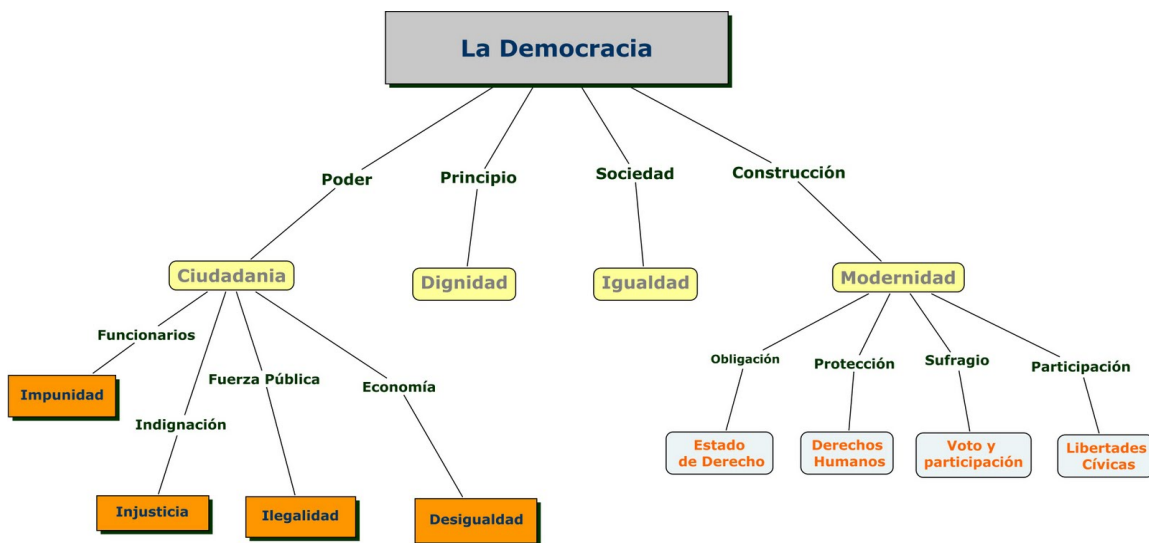 La Democracia
Poder
Principio
Sociedad
Construcción
Ciudadania
Dignidad
Igualdad
Modernidad
Funcionarios
Indignación
Fuerza Pública
Economía
Impunidad
Injusticia
Ilegalidad
Desigualdad
Obligación
Protección
Sufragio
Participación
Estado
de Derecho
Derechos
Humanos
Voto y
participación
Libertades
Cívicas